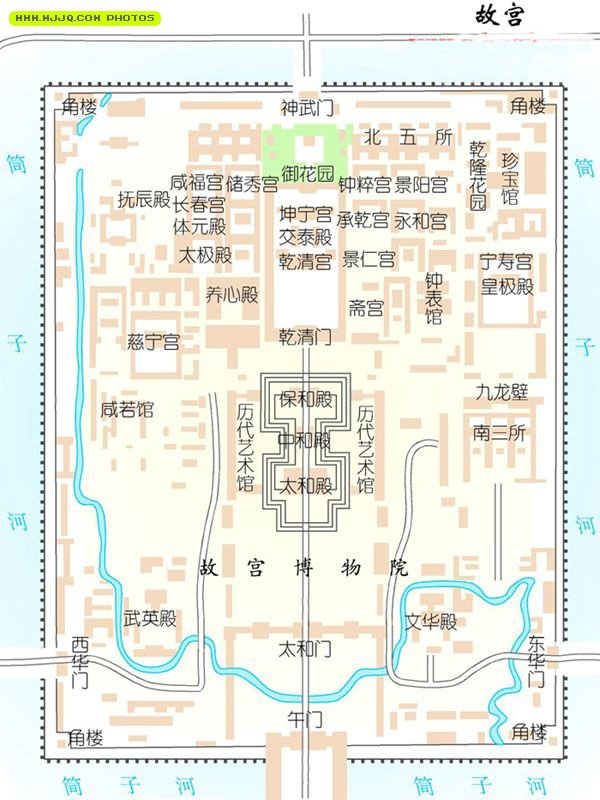 WWW.HJJQ.COM PHOTOS
故宫
角楼
神武门
角楼
北五所
御花园
乾隆花园
珍宝馆
筒子河
筒子河
咸福宫
储秀宫
钟粹宫
景阳宫
抚辰殿
长春宫
体元殿
坤宁宫
承乾宫
永和宫
交泰殿
太极殿
乾清宫
景仁宫
宁寿宫
皇极殿
养心殿
斋宫
钟表馆
慈宁宫
乾清门
咸若馆
保和殿
九龙壁
历代艺术馆
中和殿
历代艺术馆
南三所
太和殿
故宫博物院
武英殿
文华殿
西华门
太和门
东华门
午门
角楼
角楼
筒子河
筒子河